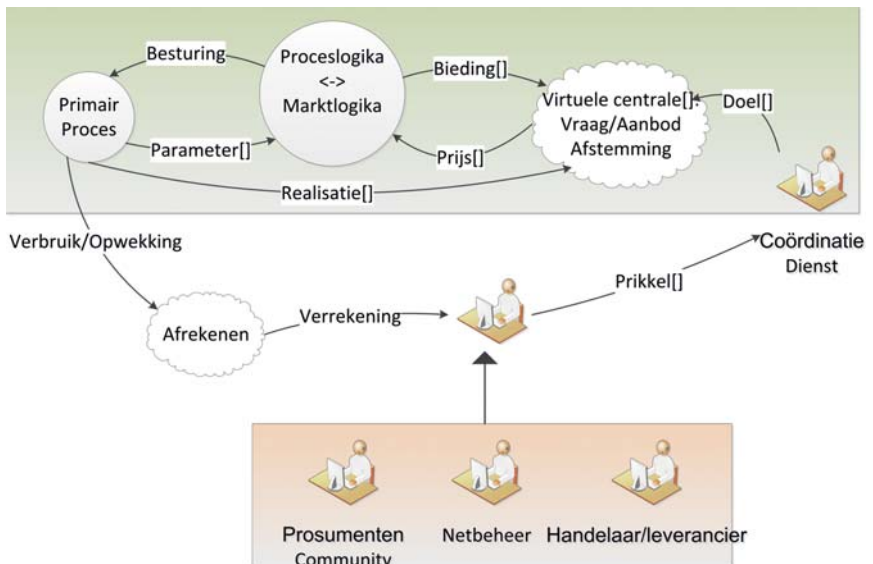 Besturing
Proceslogika
<->
Marktlogika
Bieding[]
Primair
Proces
Virtuele centrale[]
Vraag/Aanbod
Afstemming
Doel[]
Parameter[]
Prijs[]
Realisatie[]
Verbruik/Opwekking
Coördinatie
Dienst
Prikkel[]
Afrekenen
Verrekening
Prosumenten
Community
Netbeheer
Handelaar/leverancier